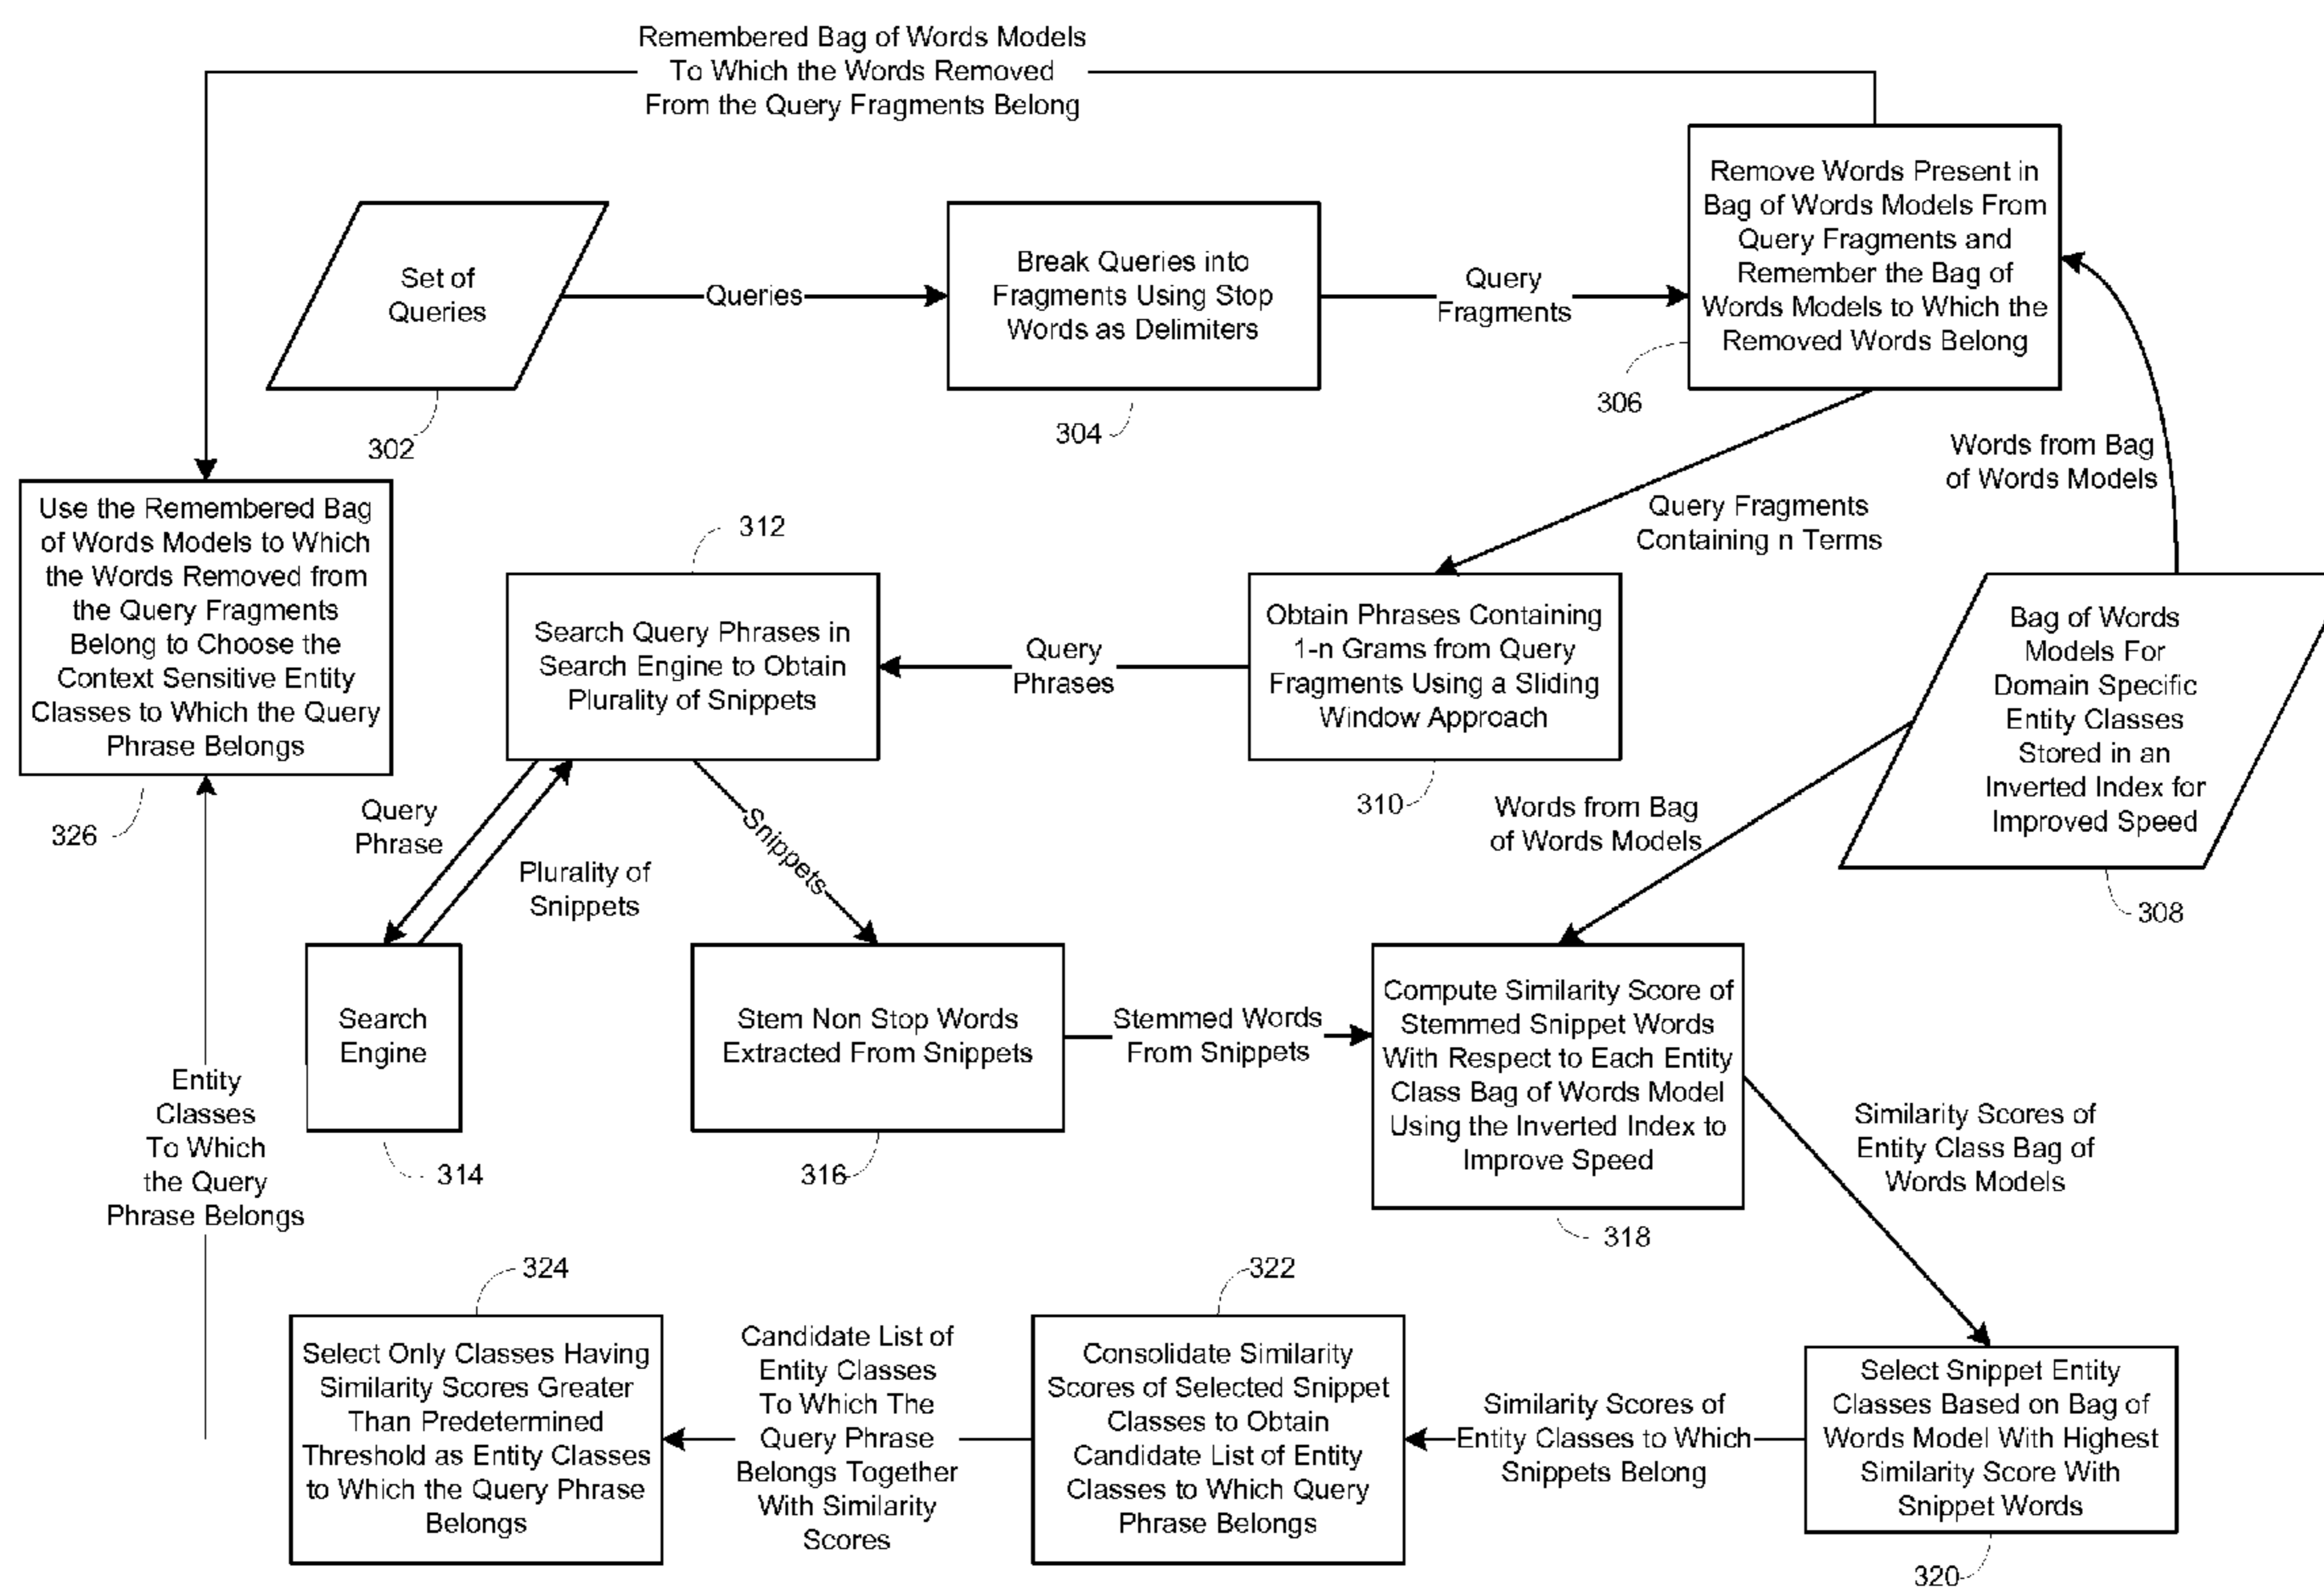 Remembered Bag of Words Models
To Which the Words Removed
From the Query Fragments Belong
Set of
Queries
302
Queries
Break Queries into
Fragments Using Stop
Words as Delimiters
304
Query
Fragments
Remove Words Present in
Bag of Words Models From
Query Fragments and
Remember the Bag of
Words Models to Which the
Removed Words Belong
306
Words from Bag
of Words Models
Query Fragments
Containing n Terms
Use the Remembered Bag
of Words Models to Which
the Words Removed from
the Query Fragments
Belong to Choose the
Context Sensitive Entity
Classes to Which the Query
Phrase Belongs
326
312
Search Query Phrases in
Search Engine to Obtain
Plurality of Snippets
Query
Phrases
Obtain Phrases Containing
1-n Grams from Query
Fragments Using a Sliding
Window Approach
310
Bag of Words
Models For
Domain Specific
Entity Classes
Stored in an
Inverted Index for
Improved Speed
308
Words from Bag
of Words Models
Query
Phrase
Plurality of
Snippets
Snippets
Search
Engine
314
Stem Non Stop Words
Extracted From Snippets
316
Stemmed Words
From Snippets
Compute Similarity Score of
Stemmed Snippet Words
With Respect to Each Entity
Class Bag of Words Model
Using the Inverted Index to
Improve Speed
318
Similarity Scores of
Entity Class Bag of
Words Models
Entity
Classes
To Which
the Query
Phrase Belongs
324
Select Only Classes Having
Similarity Scores Greater
Than Predetermined
Threshold as Entity Classes
to Which the Query Phrase
Belongs
Candidate List of
Entity Classes
To Which The
Query Phrase
Belongs Together
With Similarity
Scores
322
Consolidate Similarity
Scores of Selected Snippet
Classes to Obtain
Candidate List of Entity
Classes to Which Query
Phrase Belongs
Similarity Scores of
Entity Classes to Which
Snippets Belong
Select Snippet Entity
Classes Based on Bag of
Words Model With Highest
Similarity Score With
Snippet Words
320